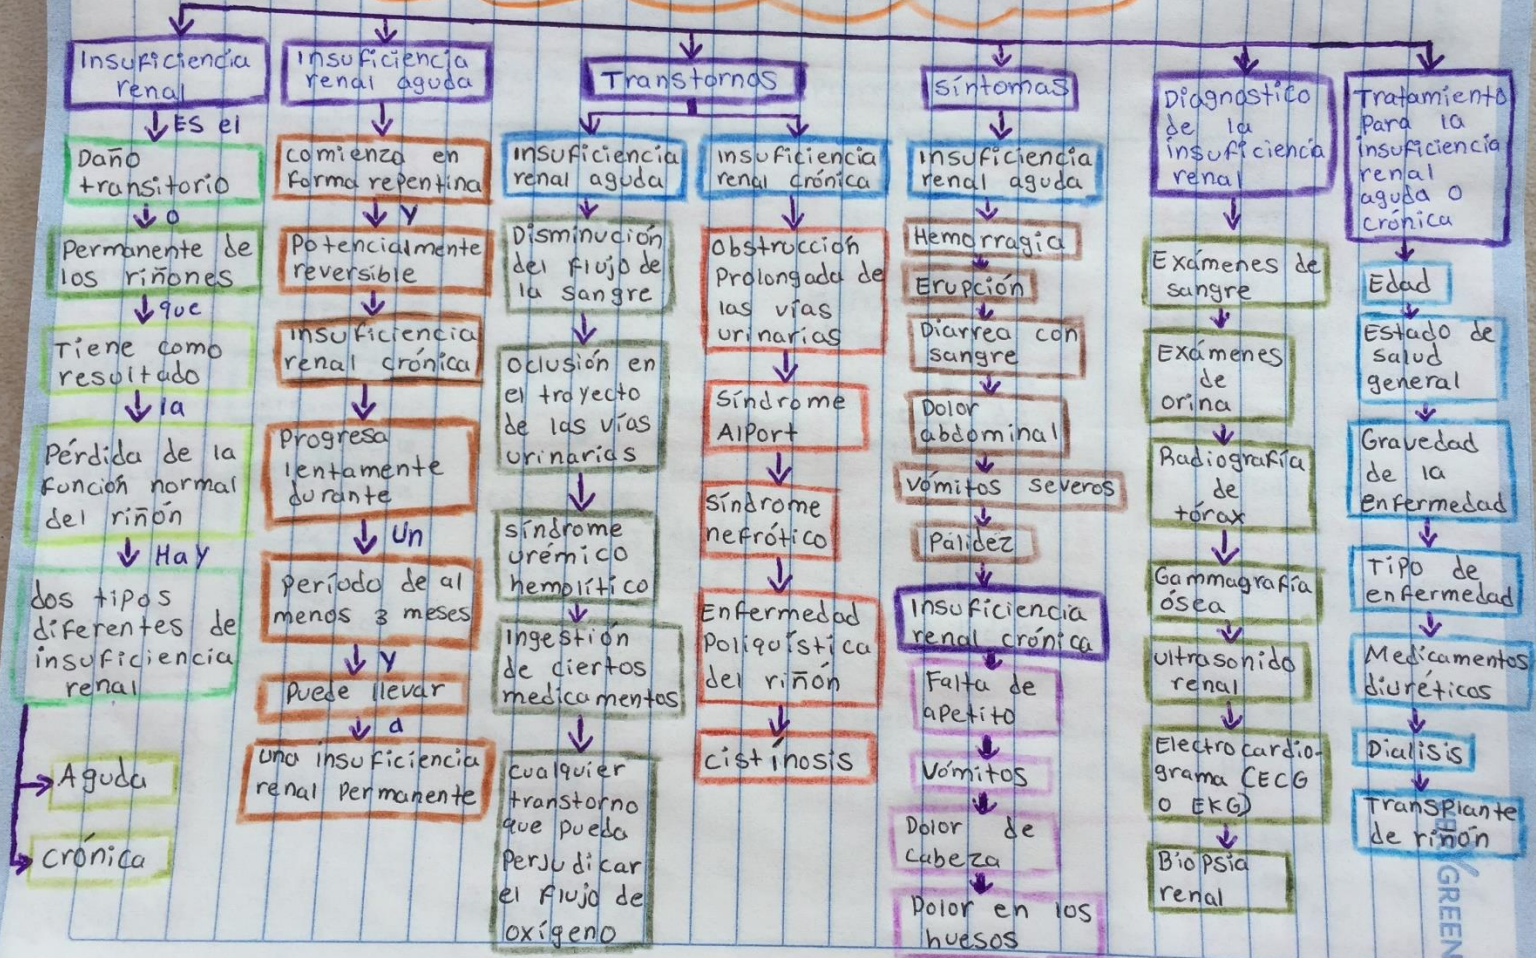 Insuficiencia
renal
ES el
Daño
transitorio
o
Permanente de
los riñones
que
Tiene como
resultado
la
Pérdida de la
función normal
del riñón
Hay
dos tipos
diferentes de
insuficiencia
renal
Aguda
crónica
Insuficiencia
renal aguda
comienza en
forma repentina
y
Potencialmente
reversible
Insuficiencia
renal crónica
Progresa
lentamente
durante
Un
período de al
menos 3 meses
y
Puede llevar
a
una insuficiencia
renal Permanente
Transtornos
insuficiencia
renal aguda
Disminución
del flujo de
la sangre
Oclusión en
el trayecto
de las vías
urinarias
síndrome
urémico
hemolítico
Ingestión
de ciertos
medicamentos
cualquier
transtorno
que pueda
Perjudicar
el flujo de
oxígeno
insuficiencia
renal crónica
Obstrucción
Prolongada de
las vías
urinarias
Síndrome
AlPort
Síndrome
nefrótico
Enfermedad
Poliquística
del riñón
cistinosis
síntomas
insuficiencia
renal aguda
Hemorragia
Erupción
Diarrea con
sangre
Dolor
abdominal
vómitos severos
Palidez
Insuficiencia
renal crónica
Falta de
apetito
Vómitos
Dolor de
cabeza
Dolor en los
huesos
Diagnostico
de la
insuficiencia
renal
Exámenes de
sangre
Exámenes
de
orina
Radiografía
de
tórax
Gammagrafía
ósea
ultrasonido
renal
Electrocardio-
grama (ECG
O EKG)
Biopsia
renal
Tratamiento
Para la
insuficiencia
renal
aguda o
crónica
Edad
Estado de
salud
general
Gravedad
de la
enfermedad
Tipo de
enfermedad
Medicamentos
diuréticos
Dialisis
Transplante
de riñón
GREEN